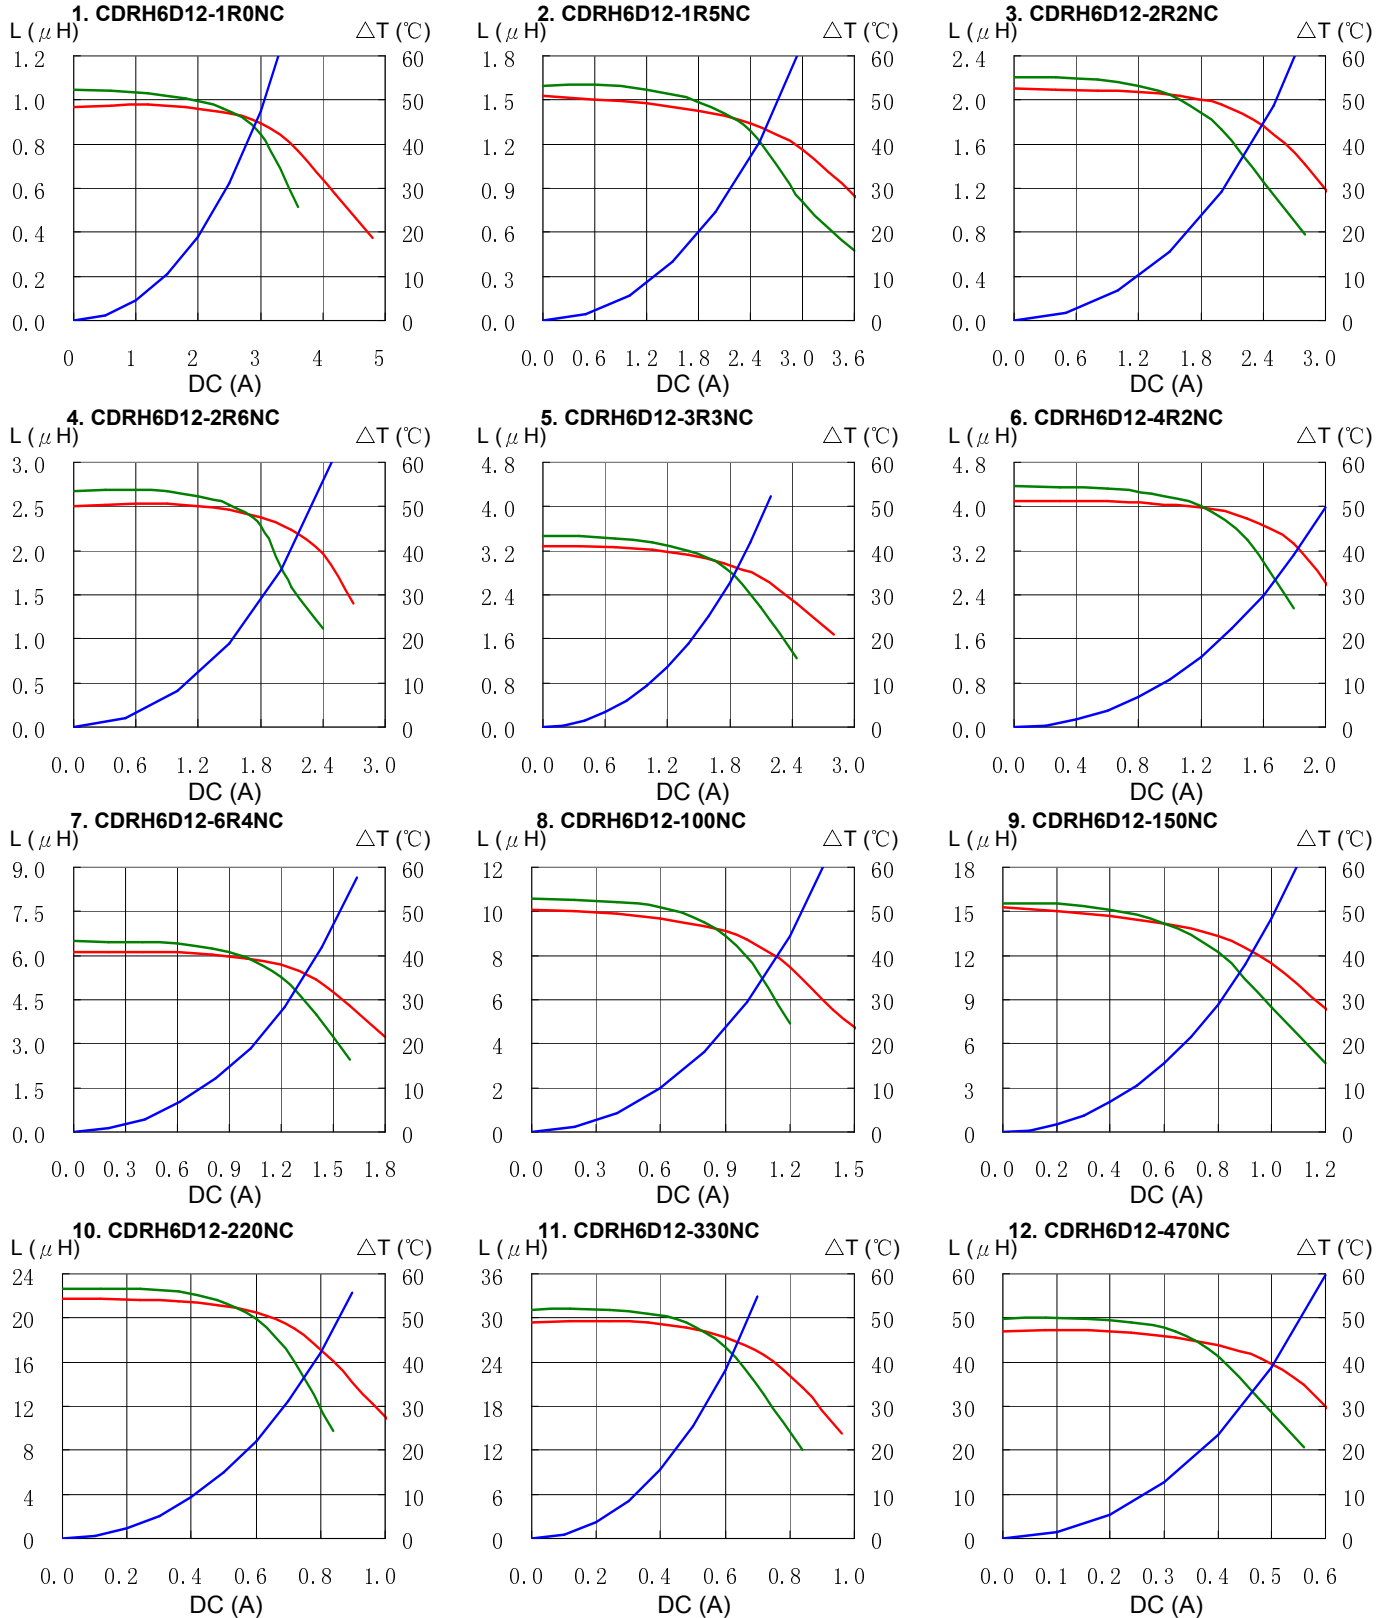 1. CDRH6D12-1R0NC 2. CDRH6D12-1R5NC 3. CDRH6D12-2R2NC
L (μH) △T (℃) L (μH) △T (℃) L (μH) △T (℃)
1.2 60 1.8 60 2.4 60
1.0 50 1.5 50 2.0 50
0.8 40 1.2 40 1.6 40
0.6 30 0.9 30 1.2 30
0.4 20 0.6 20 0.8 20
0.2 10 0.3 10 0.4 10
0.0 0 0.0 0 0.0 0
0 1 2 3 4 5 0.0 0.6 1.2 1.8 2.4 3.0 3.6 0.0 0.6 1.2 1.8 2.4 3.0
DC (A) DC (A) DC (A)
4. CDRH6D12-2R6NC 5. CDRH6D12-3R3NC 6. CDRH6D12-4R2NC
L (μH) △T (℃) L (μH) △T (℃) L (μH) △T (℃)
3.0 60 4.8 60 4.8 60
2.5 50 4.0 50 4.0 50
2.0 40 3.2 40 3.2 40
1.5 30 2.4 30 2.4 30
1.0 20 1.6 20 1.6 20
0.5 10 0.8 10 0.8 10
0.0 0 0.0 0 0.0 0
0.0 0.6 1.2 1.8 2.4 3.0 0.0 0.6 1.2 1.8 2.4 3.0 0.0 0.4 0.8 1.2 1.6 2.0
DC (A) DC (A) DC (A)
7. CDRH6D12-6R4NC 8. CDRH6D12-100NC 9. CDRH6D12-150NC
L (μH) △T (℃) L (μH) △T (℃) L (μH) △T (℃)
9.0 60 12 60 18 60
7.5 50 10 50 15 50
6.0 40 8 40 12 40
4.5 30 6 30 9 30
3.0 20 4 20 6 20
1.5 10 2 10 3 10
0.0 0 0 0 0 0
0.0 0.3 0.6 0.9 1.2 1.5 1.8 0.0 0.3 0.6 0.9 1.2 1.5 0.0 0.2 0.4 0.6 0.8 1.0 1.2
DC (A) DC (A) DC (A)
10. CDRH6D12-220NC 11. CDRH6D12-330NC 12. CDRH6D12-470NC
L (μH) △T (℃) L (μH) △T (℃) L (μH) △T (℃)
24 60 36 60 60 60
20 50 30 50 50 50
16 40 24 40 40 40
12 30 18 30 30 30
8 20 12 20 20 20
4 10 6 10 10 10
0 0 0 0 0 0
0.0 0.2 0.4 0.6 0.8 1.0 0.0 0.2 0.4 0.6 0.8 1.0 0.0 0.1 0.2 0.3 0.4 0.5 0.6
DC (A) DC (A) DC (A)